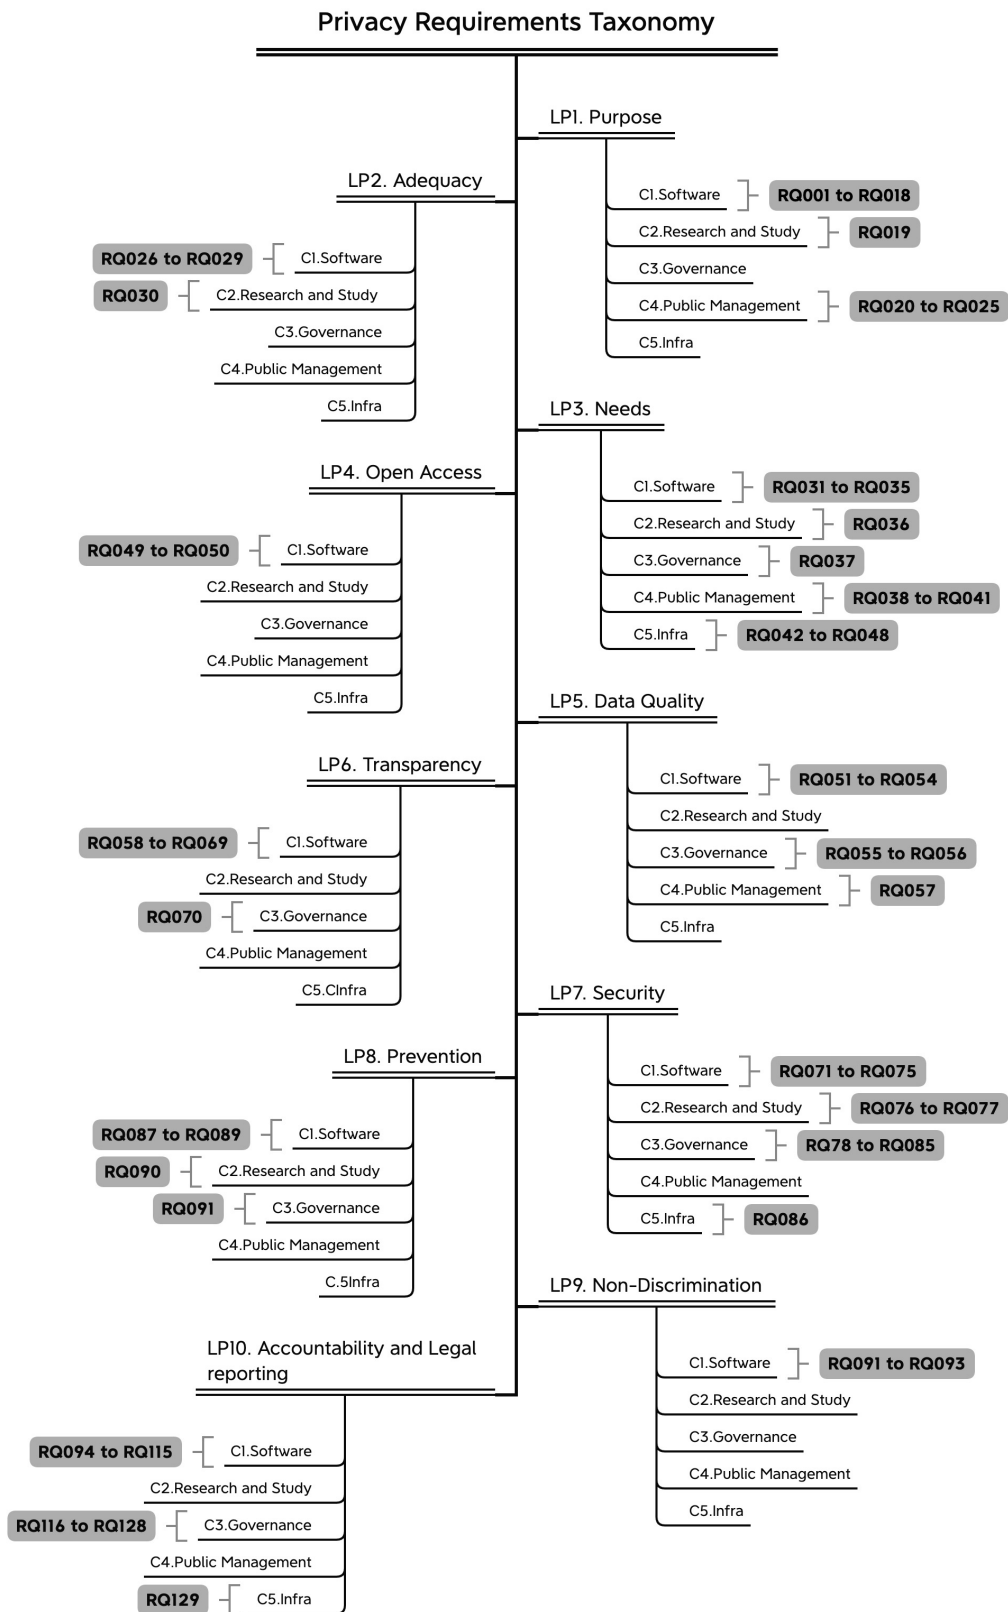 Privacy Requirements Taxonomy
LP1. Purpose
C1.Software
RQ001 to RQ018
C2.Research and Study
RQ019
C3.Governance
C4.Public Management
RQ020 to RQ025
C5.Infra
LP2. Adequacy
RQ026 to RQ029
C1.Software
RQ030
C2.Research and Study
C3.Governance
C4.Public Management
C5.Infra
LP3. Needs
C1.Software
RQ031 to RQ035
C2.Research and Study
RQ036
C3.Governance
RQ037
C4.Public Management
RQ038 to RQ041
C5.Infra
RQ042 to RQ048
LP4. Open Access
RQ049 to RQ050
C1.Software
C2.Research and Study
C3.Governance
C4.Public Management
C5.Infra
LP5. Data Quality
C1.Software
RQ051 to RQ054
C2.Research and Study
C3.Governance
RQ055 to RQ056
C4.Public Management
RQ057
C5.Infra
LP6. Transparency
RQ058 to RQ069
C1.Software
C2.Research and Study
RQ070
C3.Governance
C4.Public Management
C5.CInfra
LP7. Security
C1.Software
RQ071 to RQ075
C2.Research and Study
RQ076 to RQ077
C3.Governance
RQ78 to RQ085
C4.Public Management
C5.Infra
RQ086
LP8. Prevention
RQ087 to RQ089
C1.Software
RQ090
C2.Research and Study
RQ091
C3.Governance
C4.Public Management
C.5Infra
LP9. Non-Discrimination
C1.Software
RQ091 to RQ093
C2.Research and Study
C3.Governance
C4.Public Management
C5.Infra
LP10. Accountability and Legal
reporting
RQ094 to RQ115
C1.Software
C2.Research and Study
RQ116 to RQ128
C3.Governance
C4.Public Management
RQ129
C5.Infra